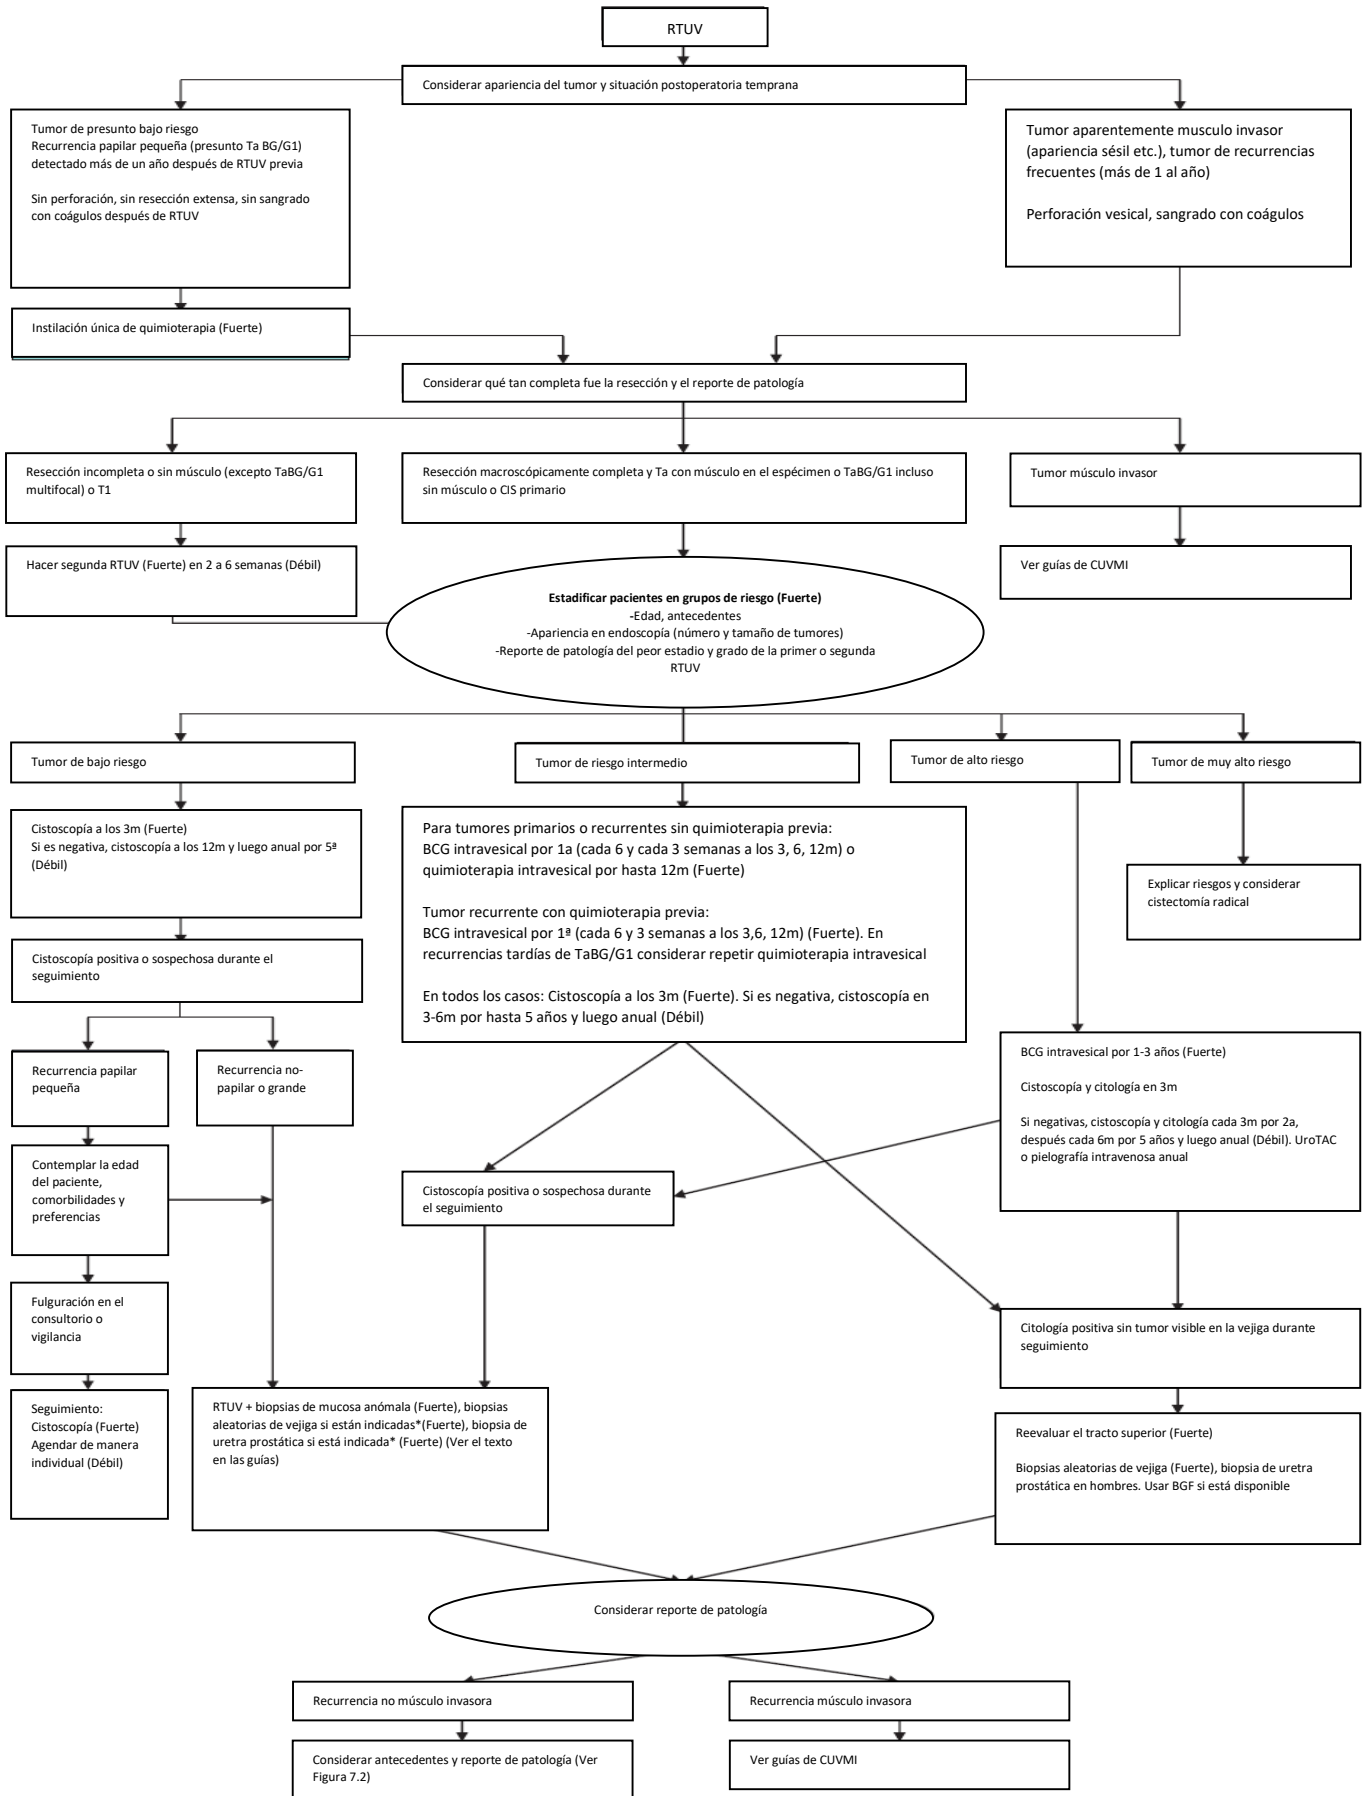 RTUV
Considerar apariencia del tumor y situación postoperatoria temprana
Tumor de presunto bajo riesgo
Recurrencia papilar pequeña (presunto Ta BG/G1)
detectado más de un año después de RTUV previa
Sin perforación, sin resección extensa, sin sangrado
con coágulos después de RTUV
Tumor aparentemente musculo invasor
(apariencia sésil etc.), tumor de recurrencias
frecuentes (más de 1 al año)
Perforación vesical, sangrado con coágulos
Instilación única de quimioterapia (Fuerte)
Considerar qué tan completa fue la resección y el reporte de patología
Resección incompleta o sin músculo (excepto TaBG/G1
multifocal) o T1
Resección macroscópicamente completa y Ta con músculo en el espécimen o TaBG/G1 incluso
sin músculo o CIS primario
Tumor músculo invasor
Hacer segunda RTUV (Fuerte) en 2 a 6 semanas (Débil)
Ver guías de CUVMI
Estadificar pacientes en grupos de riesgo (Fuerte)
-Edad, antecedentes
-Apariencia en endoscopía (número y tamaño de tumores)
-Reporte de patología del peor estadio y grado de la primer o segunda
RTUV
Tumor de bajo riesgo
Tumor de riesgo intermedio
Tumor de alto riesgo
Tumor de muy alto riesgo
Cistoscopía a los 3m (Fuerte)
Si es negativa, cistoscopía a los 12m y luego anual por 5ª
(Débil)
Para tumores primarios o recurrentes sin quimioterapia previa:
BCG intravesical por 1a (cada 6 y cada 3 semanas a los 3, 6, 12m) o
quimioterapia intravesical por hasta 12m (Fuerte)
Tumor recurrente con quimioterapia previa:
BCG intravesical por 1ª (cada 6 y 3 semanas a los 3,6, 12m) (Fuerte). En
recurrencias tardías de TaBG/G1 considerar repetir quimioterapia intravesical
En todos los casos: Cistoscopía a los 3m (Fuerte). Si es negativa, cistoscopía en
3-6m por hasta 5 años y luego anual (Débil)
Explicar riesgos y considerar
cistectomía radical
Cistoscopía positiva o sospechosa durante el
seguimiento
Recurrencia papilar
pequeña
Recurrencia no-
papilar o grande
BCG intravesical por 1-3 años (Fuerte)
Cistoscopía y citología en 3m
Si negativas, cistoscopía y citología cada 3m por 2a,
después cada 6m por 5 años y luego anual (Débil). UroTAC
o pielografía intravenosa anual
Contemplar la edad
del paciente,
comorbilidades y
preferencias
Cistoscopía positiva o sospechosa durante
el seguimiento
Fulguración en el
consultorio o
vigilancia
Citología positiva sin tumor visible en la vejiga durante
seguimiento
Seguimiento:
Cistoscopía (Fuerte)
Agendar de manera
individual (Débil)
RTUV + biopsias de mucosa anómala (Fuerte), biopsias
aleatorias de vejiga si están indicadas*(Fuerte), biopsia de
uretra prostática si está indicada* (Fuerte) (Ver el texto
en las guías)
Reevaluar el tracto superior (Fuerte)
Biopsias aleatorias de vejiga (Fuerte), biopsia de uretra
prostática en hombres. Usar BGF si está disponible
Considerar reporte de patología
Recurrencia no músculo invasora
Recurrencia músculo invasora
Considerar antecedentes y reporte de patología (Ver
Figura 7.2)
Ver guías de CUVMI